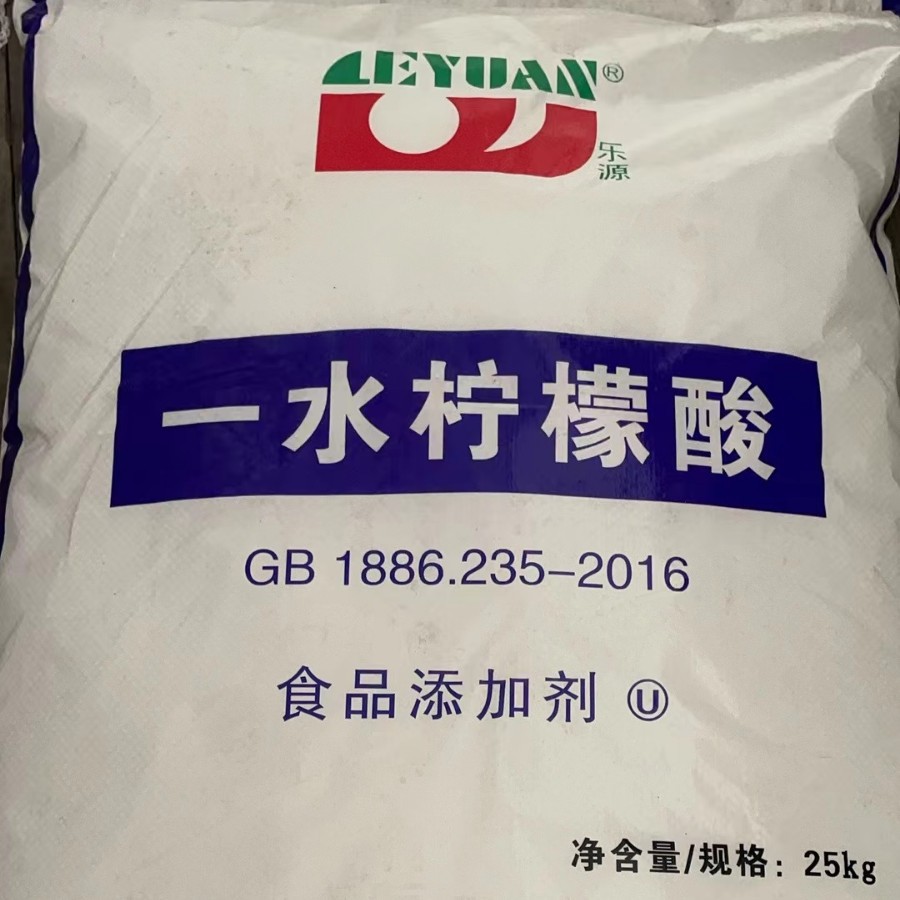 LEYUAN®
乐源
一水柠檬酸
GB 1886.235-2016
食品添加剂 Ⓤ
净含量/规格: 25kg